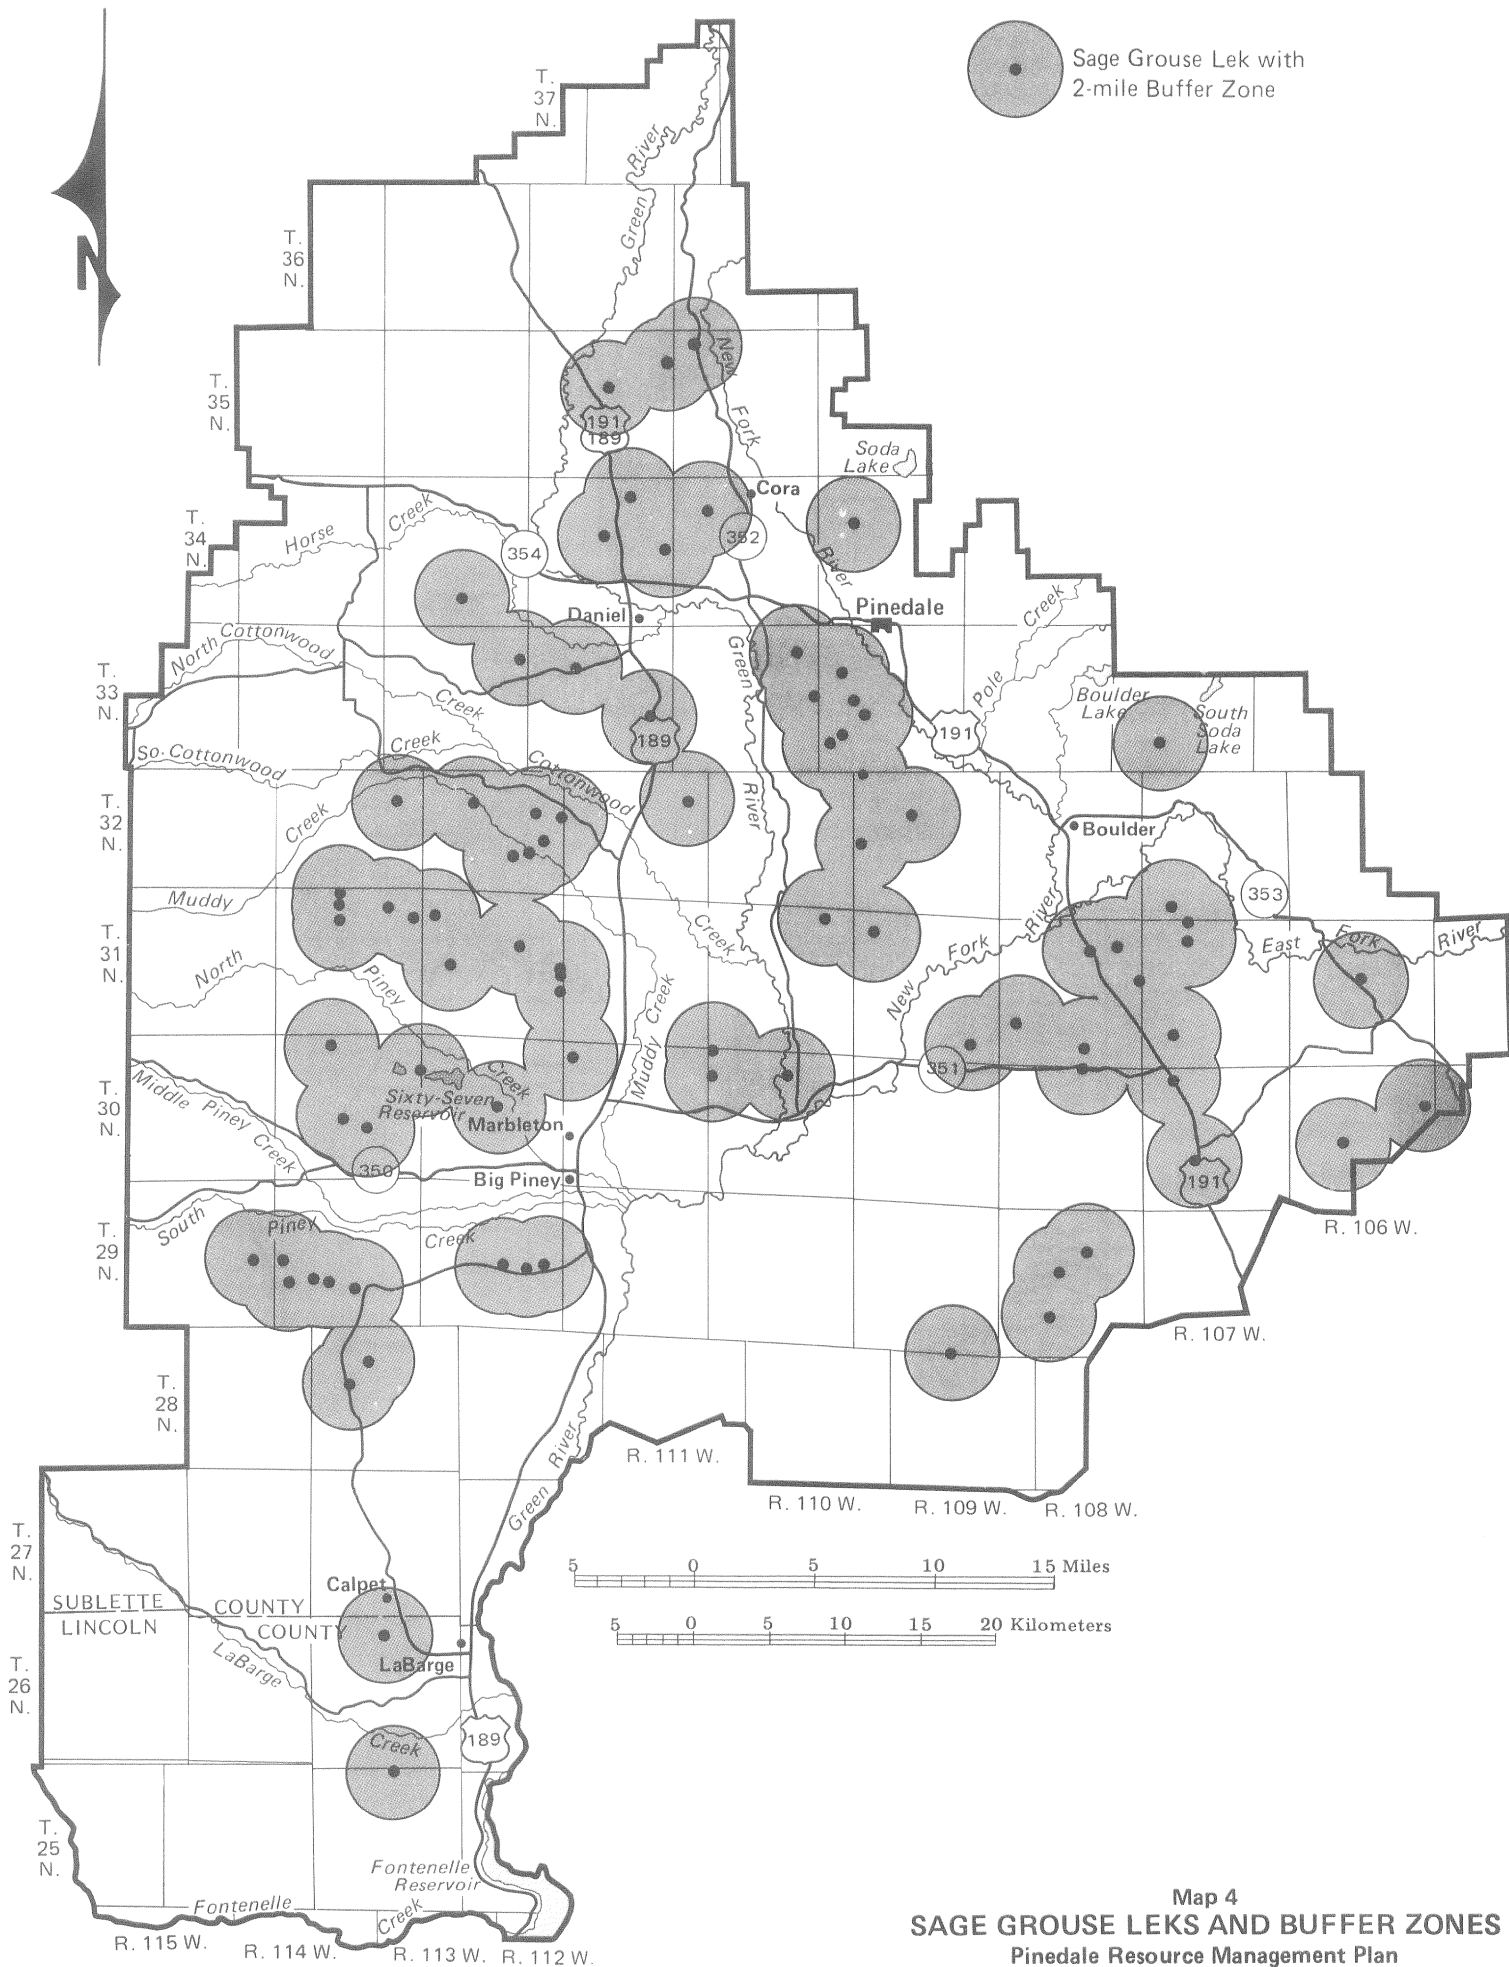 Sage Grouse Lek with
2-mile Buffer Zone
T.
37
N.
Green River
N
T.
36
N.
Green
T.
35
N.
New
Fork
191
189
Soda
Lake
Cora
T.
34
N.
Horse Creek
354
352
River
Pinedale
Daniel
Creek
North Cottonwood
Creek
T.
33
N.
Green
Pole
Boulder
Lake
South
Soda
Lake
189
191
So. Cottonwood
Creek
Cottonwood
River
T.
32
N.
Creek
Boulder
Muddy
353
T.
31
N.
North
Piney
Creek
Muddy Creek
New Fork River
East Fork River
351
T.
30
N.
Middle Piney Creek
Creek
Sixty-Seven
Reservoir
Marbleton
350
Big Piney
191
R. 106 W.
T.
29
N.
South
Piney
Creek
R. 107 W.
T.
28
N.
R. 111 W.
R. 110 W.
R. 109 W.
R. 108 W.
Green River
T.
27
N.
5 0 5 10 15 Miles
5 0 5 10 15 20 Kilometers
Calpet
SUBLETTE COUNTY
LINCOLN COUNTY
LaBarge
LaBarge
T.
26
N.
189
Creek
T.
25
N.
Fontenelle
Reservoir
Fontenelle
Creek
R. 115 W.
R. 114 W.
R. 113 W.
R. 112 W.
Map 4
SAGE GROUSE LEKS AND BUFFER ZONES
Pinedale Resource Management Plan